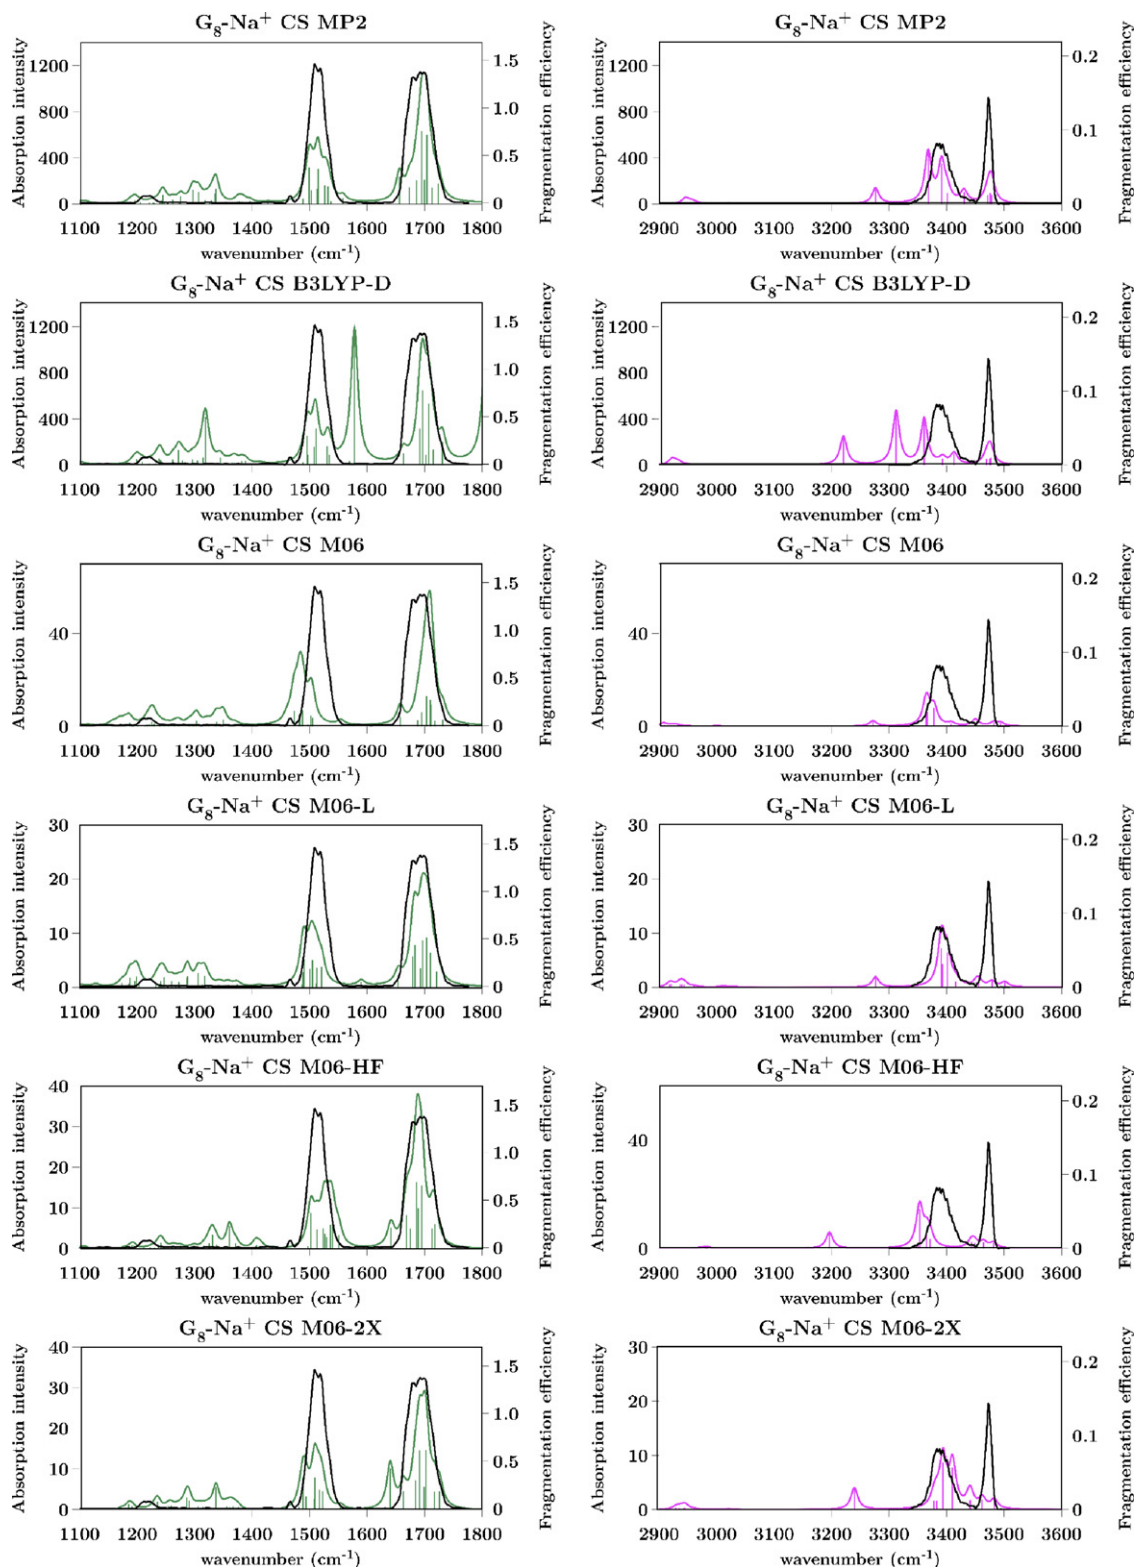 G₈-Na⁺ CS MP2
Absorption intensity
1200
800
400
0
1.5
1.0
0.5
0
Fragmentation efficiency
1100 1200 1300 1400 1500 1600 1700 1800
wavenumber (cm⁻¹)
G₈-Na⁺ CS MP2
Absorption intensity
1200
800
400
0
0.2
0.1
0
Fragmentation efficiency
2900 3000 3100 3200 3300 3400 3500 3600
wavenumber (cm⁻¹)
G₈-Na⁺ CS B3LYP-D
Absorption intensity
1200
800
400
0
1.5
1.0
0.5
0
Fragmentation efficiency
1100 1200 1300 1400 1500 1600 1700 1800
wavenumber (cm⁻¹)
G₈-Na⁺ CS B3LYP-D
Absorption intensity
1200
800
400
0
0.2
0.1
0
Fragmentation efficiency
2900 3000 3100 3200 3300 3400 3500 3600
wavenumber (cm⁻¹)
G₈-Na⁺ CS M06
Absorption intensity
40
0
1.5
1.0
0.5
0
Fragmentation efficiency
1100 1200 1300 1400 1500 1600 1700 1800
wavenumber (cm⁻¹)
G₈-Na⁺ CS M06
Absorption intensity
40
0
0.2
0.1
0
Fragmentation efficiency
2900 3000 3100 3200 3300 3400 3500 3600
wavenumber (cm⁻¹)
G₈-Na⁺ CS M06-L
Absorption intensity
30
20
10
0
1.5
1.0
0.5
0
Fragmentation efficiency
1100 1200 1300 1400 1500 1600 1700 1800
wavenumber (cm⁻¹)
G₈-Na⁺ CS M06-L
Absorption intensity
30
20
10
0
0.2
0.1
0
Fragmentation efficiency
2900 3000 3100 3200 3300 3400 3500 3600
wavenumber (cm⁻¹)
G₈-Na⁺ CS M06-HF
Absorption intensity
40
30
20
10
0
1.5
1.0
0.5
0
Fragmentation efficiency
1100 1200 1300 1400 1500 1600 1700 1800
wavenumber (cm⁻¹)
G₈-Na⁺ CS M06-HF
Absorption intensity
40
0
0.2
0.1
0
Fragmentation efficiency
2900 3000 3100 3200 3300 3400 3500 3600
wavenumber (cm⁻¹)
G₈-Na⁺ CS M06-2X
Absorption intensity
40
30
20
10
0
1.5
1.0
0.5
0
Fragmentation efficiency
1100 1200 1300 1400 1500 1600 1700 1800
wavenumber (cm⁻¹)
G₈-Na⁺ CS M06-2X
Absorption intensity
30
20
10
0
0.2
0.1
0
Fragmentation efficiency
2900 3000 3100 3200 3300 3400 3500 3600
wavenumber (cm⁻¹)